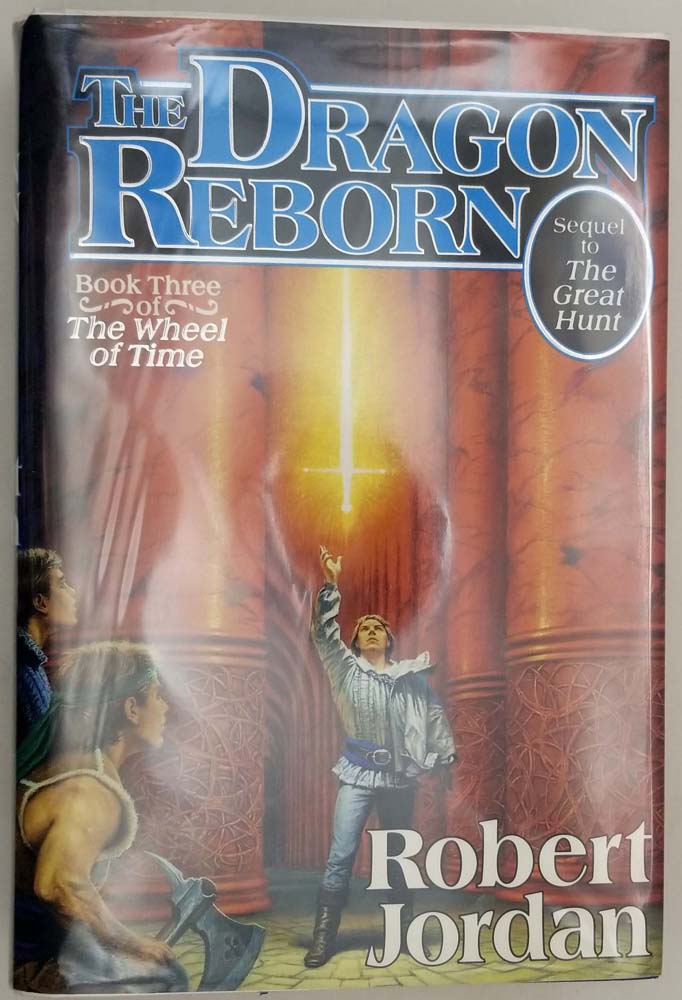 The Dragon
Reborn
Sequel
to
The
Great
Hunt
Book Three
of
The Wheel
of Time
Robert
Jordan